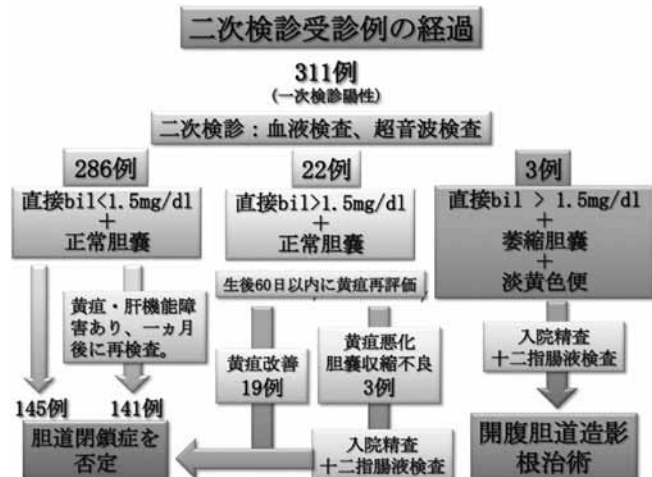 二次検診受診例の経過
311例
(一次検診陽性)
二次検診：血液検査、超音波検査
286例
直接bil<1.5mg/dl
+
正常胆嚢
22例
直接bil>1.5mg/dl
+
正常胆嚢
3例
直接bil > 1.5mg/dl
+
萎縮胆嚢
+
淡黄色便
黄疸・肝機能障
害あり、一ヵ月
後に再検査。
生後60日以内に黄疸再評価
黄疸改善
19例
黄疸悪化
胆嚢収縮不良
3例
入院精査
十二指腸液検査
145例
141例
胆道閉鎖症を
否定
入院精査
十二指腸液検査
開腹胆道造影
根治術